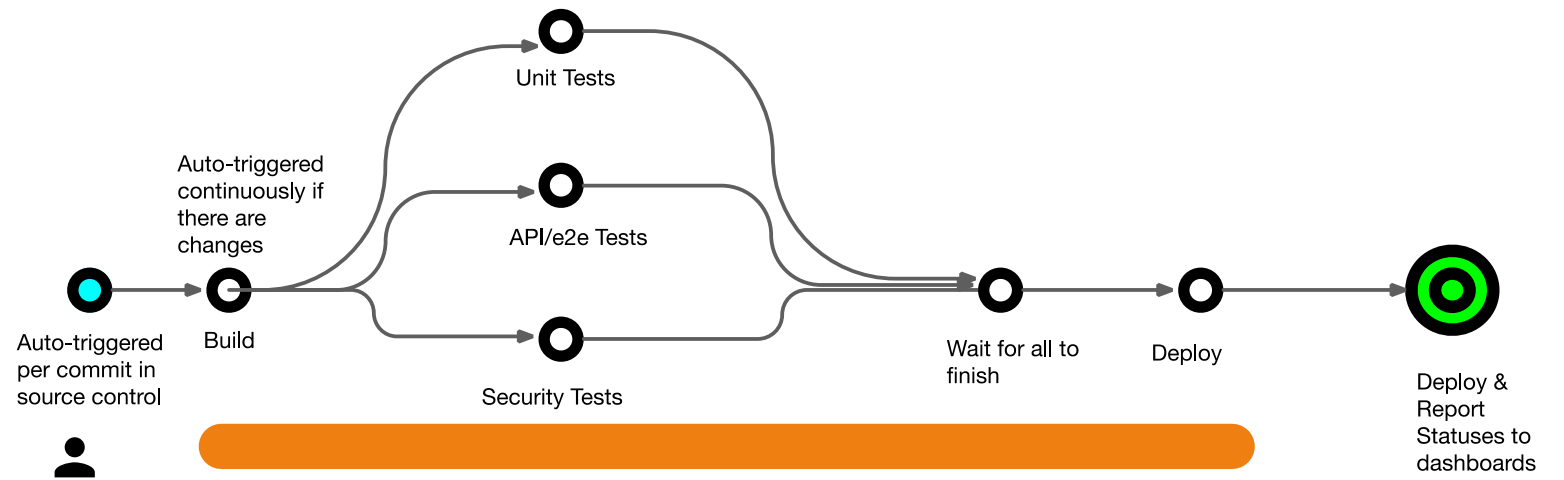 Unit Tests
Auto-triggered
continuously if
there are
changes
API/e2e Tests
Auto-triggered
per commit in
source control
Build
Security Tests
Wait for all to
finish
Deploy
Deploy &
Report
Statuses to
dashboards